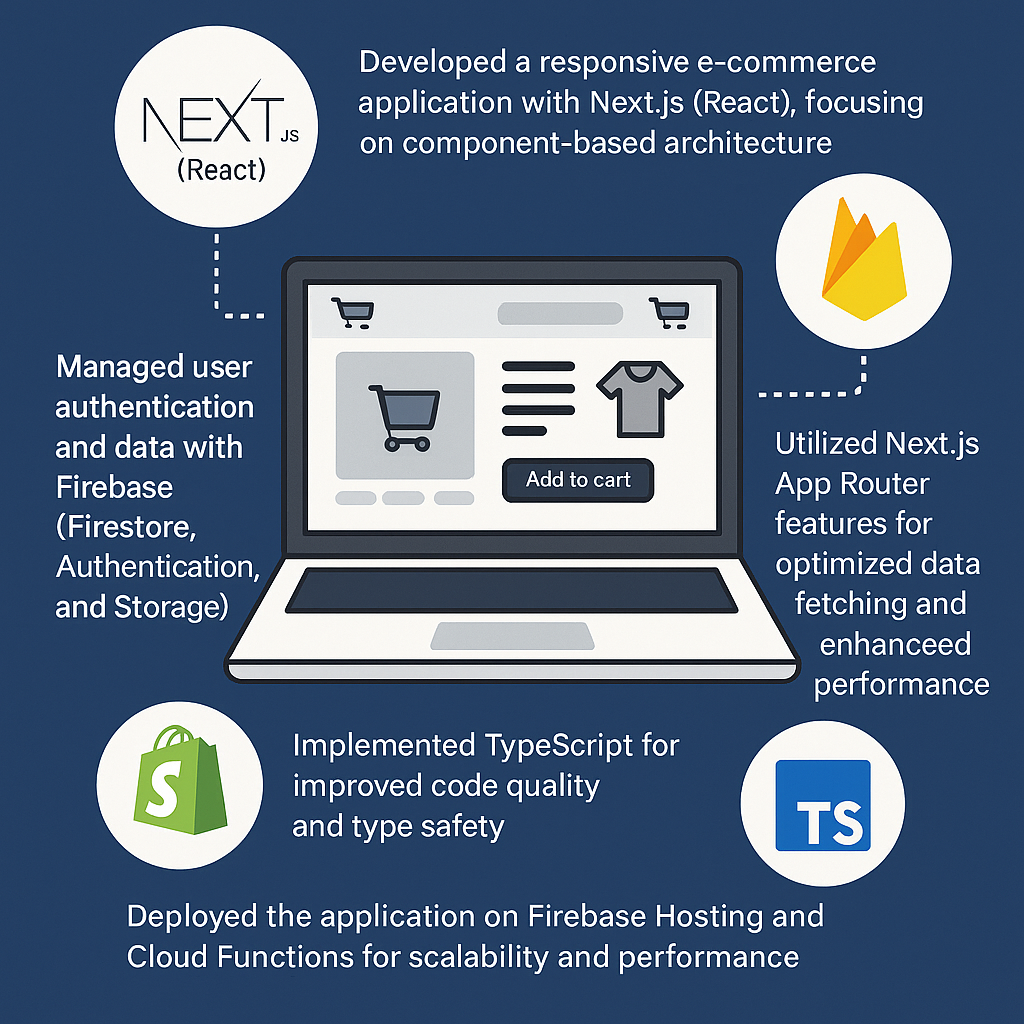 NEXT.JS
(React)
Developed a responsive e-commerce
application with Next.js (React), focusing
on component-based architecture
Managed user
authentication
and data with
Firebase
(Firestore,
Authentication,
and Storage)
Add to cart
Utilized Next.js
App Router
features for
optimized data
fetching and
enhanceed
performance
S
Implemented TypeScript for
improved code quality
and type safety
TS
Deployed the application on Firebase Hosting and
Cloud Functions for scalability and performance